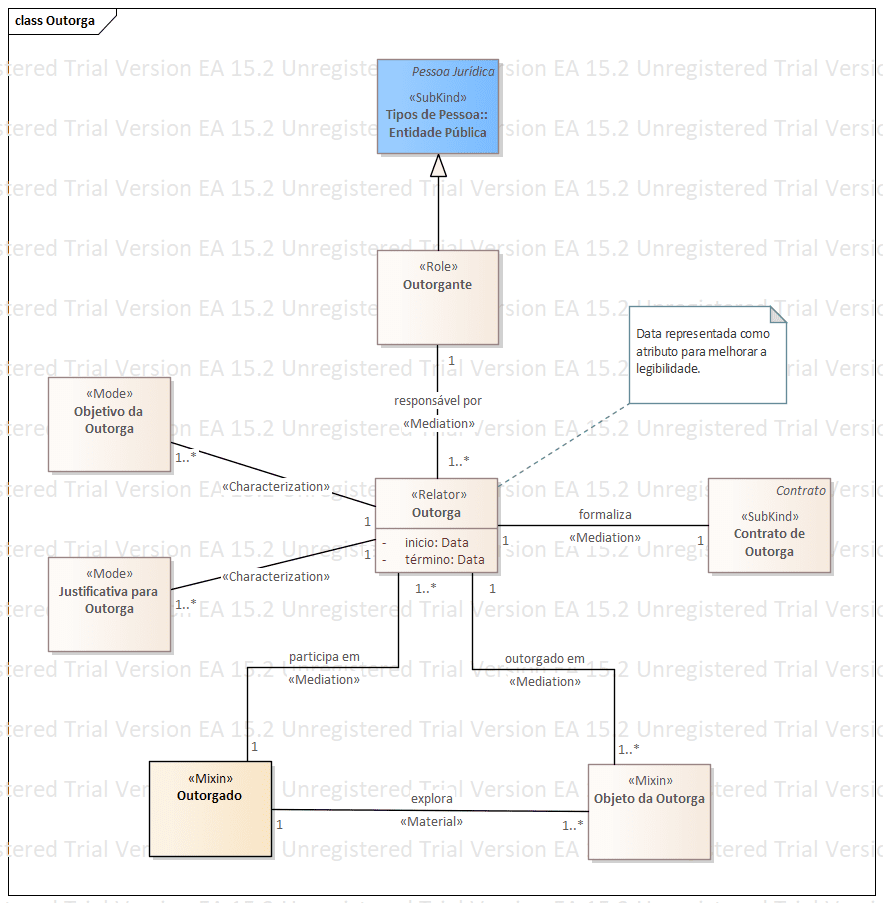 class Outorga
Pessoa Jurídica
«SubKind»
Tipos de Pessoa::
Entidade Pública
«Role»
Outorgante
1
responsável por
«Mediation»
1..*
Data representada como
atributo para melhorar a
legibilidade.
«Mode»
Objetivo da
Outorga
1..*
«Characterization»
1
«Relator»
Outorga
- inicio: Data
- término: Data
formaliza
«Mediation»
1
1
Contrato
«SubKind»
Contrato de
Outorga
«Mode»
Justificativa para
Outorga
1..*
«Characterization»
1
1..*
participa em
«Mediation»
1
1
outorgado em
«Mediation»
1..*
«Mixin»
Outorgado
explora
«Material»
1
1..*
«Mixin»
Objeto da Outorga
Unregistered Trial Version EA 15.2